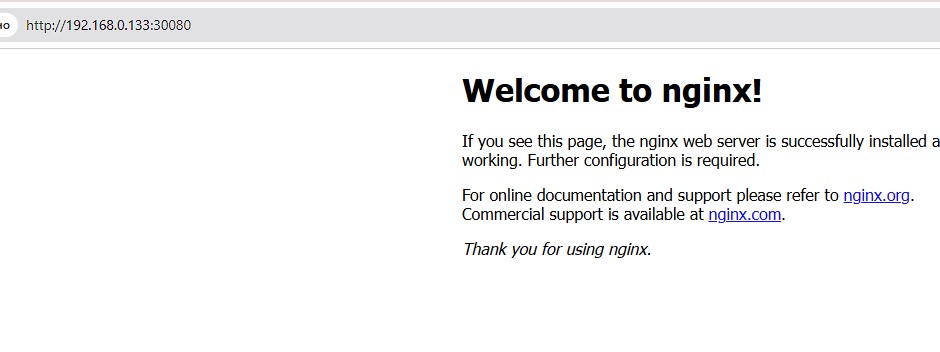 но http://192.168.0.133:30080
Welcome to nginx!
If you see this page, the nginx web server is successfully installed a
working. Further configuration is required.
For online documentation and support please refer to nginx.org.
Commercial support is available at nginx.com.
Thank you for using nginx.